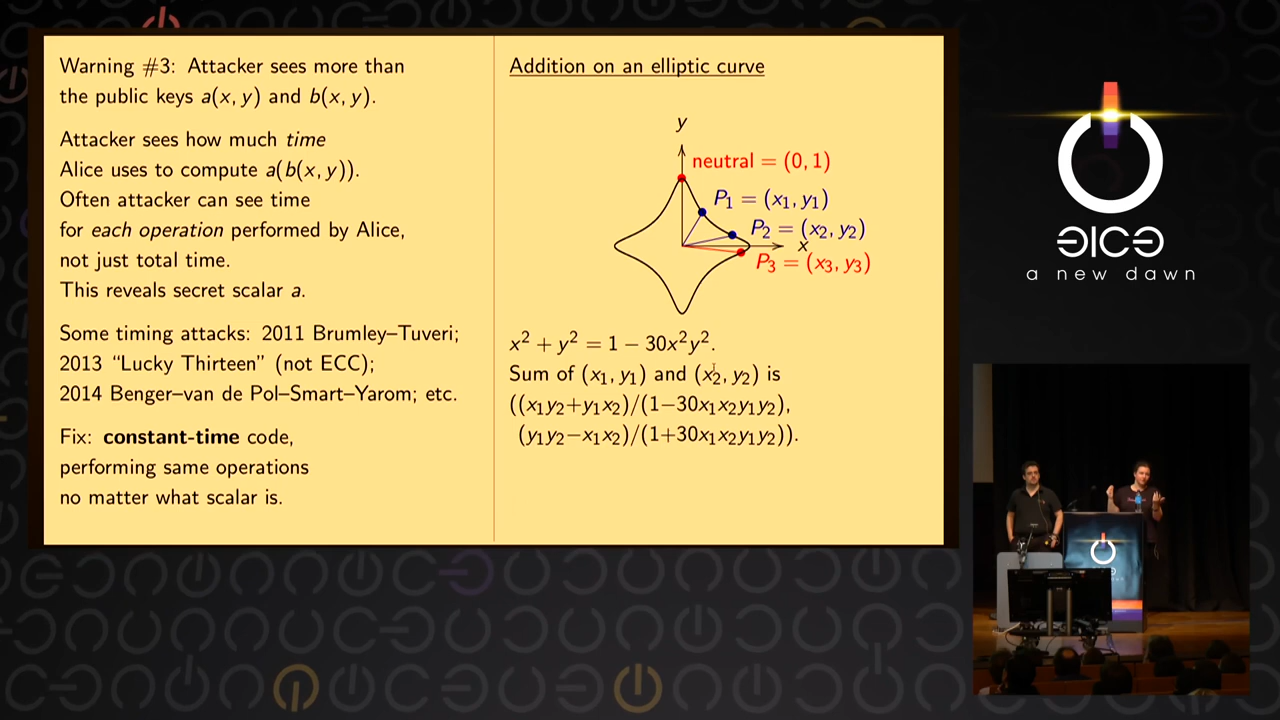 Warning #3: Attacker sees more than
the public keys a(x, y) and b(x, y).
Attacker sees how much time
Alice uses to compute a(b(x, y)).
Often attacker can see time
for each operation performed by Alice,
not just total time.
This reveals secret scalar a.
Some timing attacks: 2011 Brumley–Tuveri;
2013 “Lucky Thirteen” (not ECC);
2014 Benger–van de Pol–Smart–Yarom; etc.
Fix: constant-time code,
performing same operations
no matter what scalar is.
Addition on an elliptic curve
y
neutral = (0, 1)
P₁ = (x₁, y₁)
P₂ = (x₂, y₂)
x
P₃ = (x₃, y₃)
x² + y² = 1 − 30x²y².
Sum of (x₁, y₁) and (x₂, y₂) is
((x₁y₂+y₁x₂)/(1−30x₁x₂y₁y₂),
(y₁y₂−x₁x₂)/(1+30x₁x₂y₁y₂)).
a new dawn